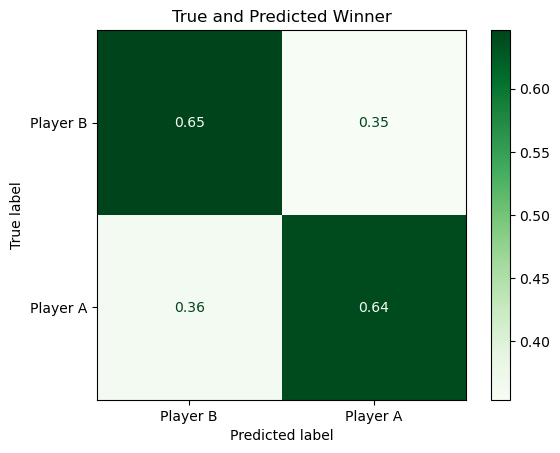 True and Predicted Winner
True label
Player B
0.65
0.35
Player A
0.36
0.64
Player B
Player A
Predicted label
0.60
0.55
0.50
0.45
0.40